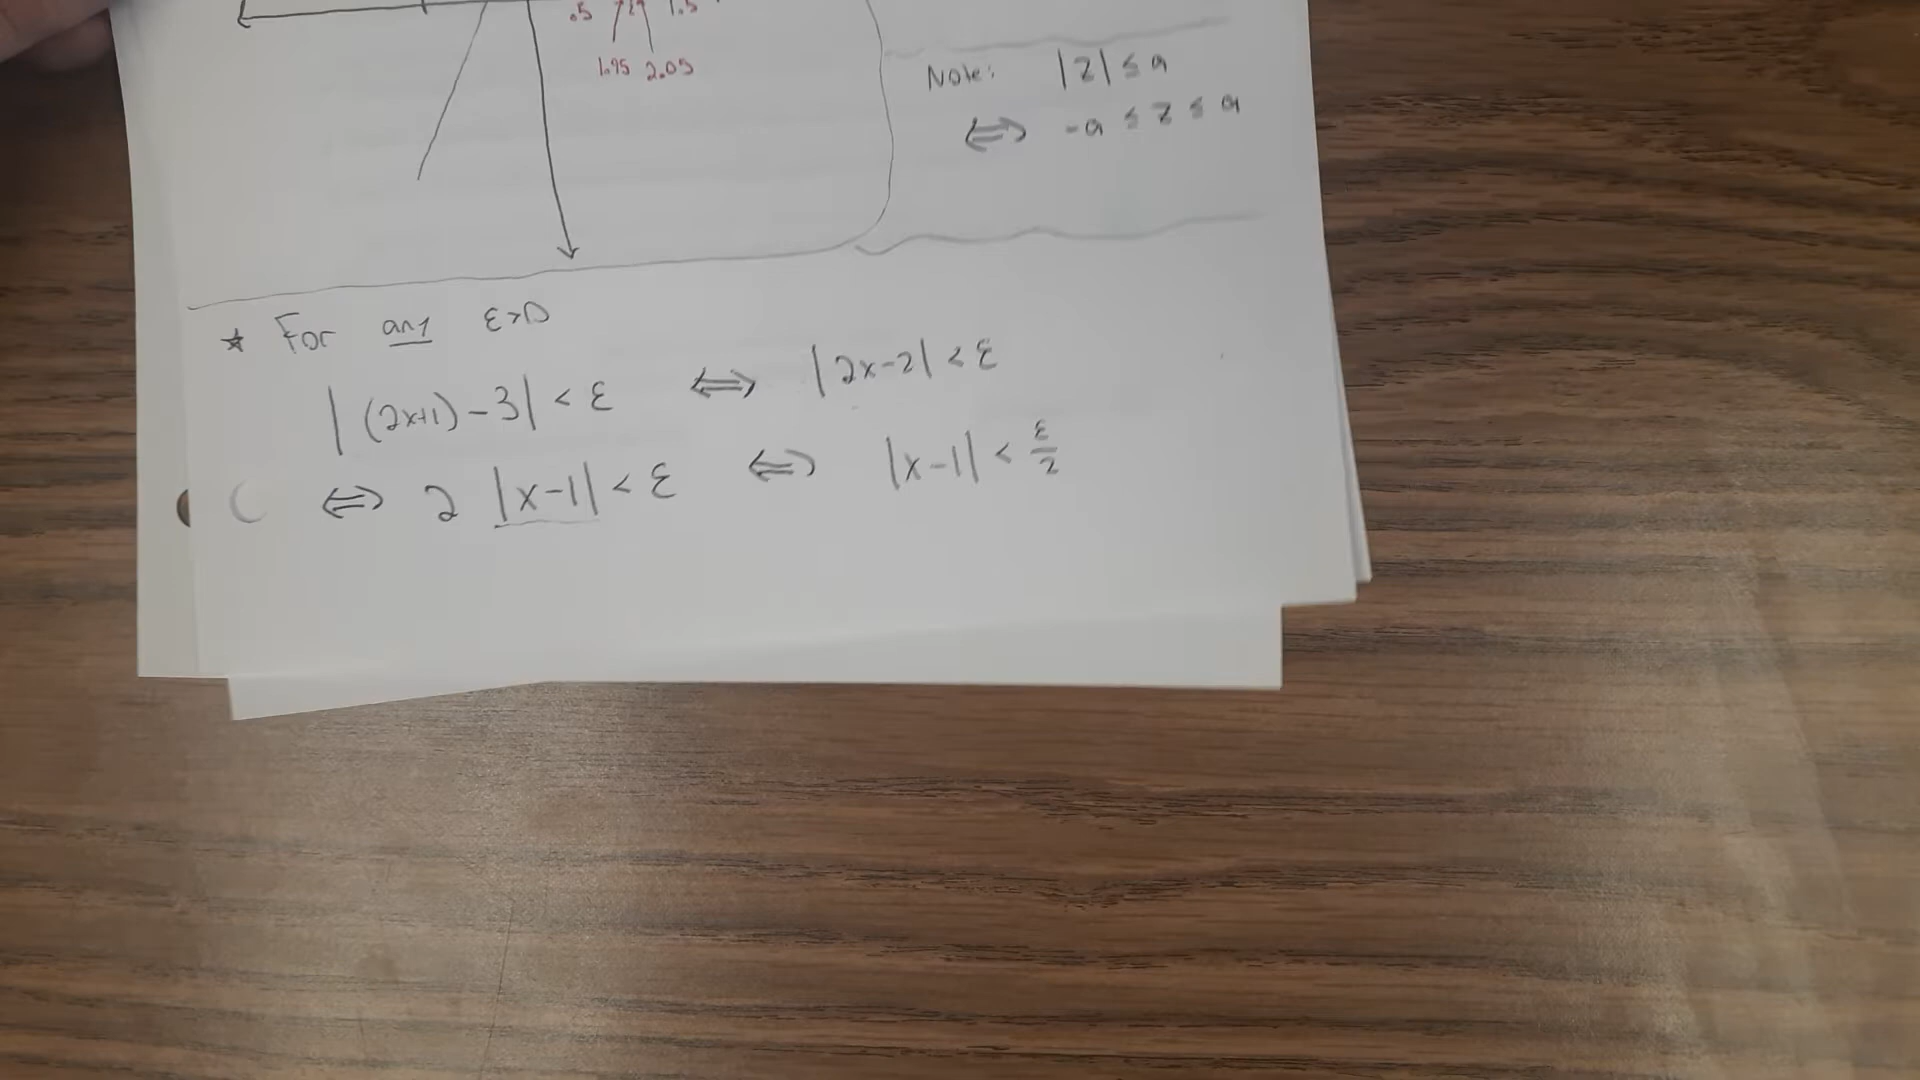 .5 1.5
1.95 2.05
Note: |z| ≤ a
⇔ -a ≤ z ≤ a
★ For any ε>0
|(2x+1) - 3| < ε ⇔ |2x-2| < ε
⇔ 2 |x-1| < ε ⇔ |x-1| < ε/2